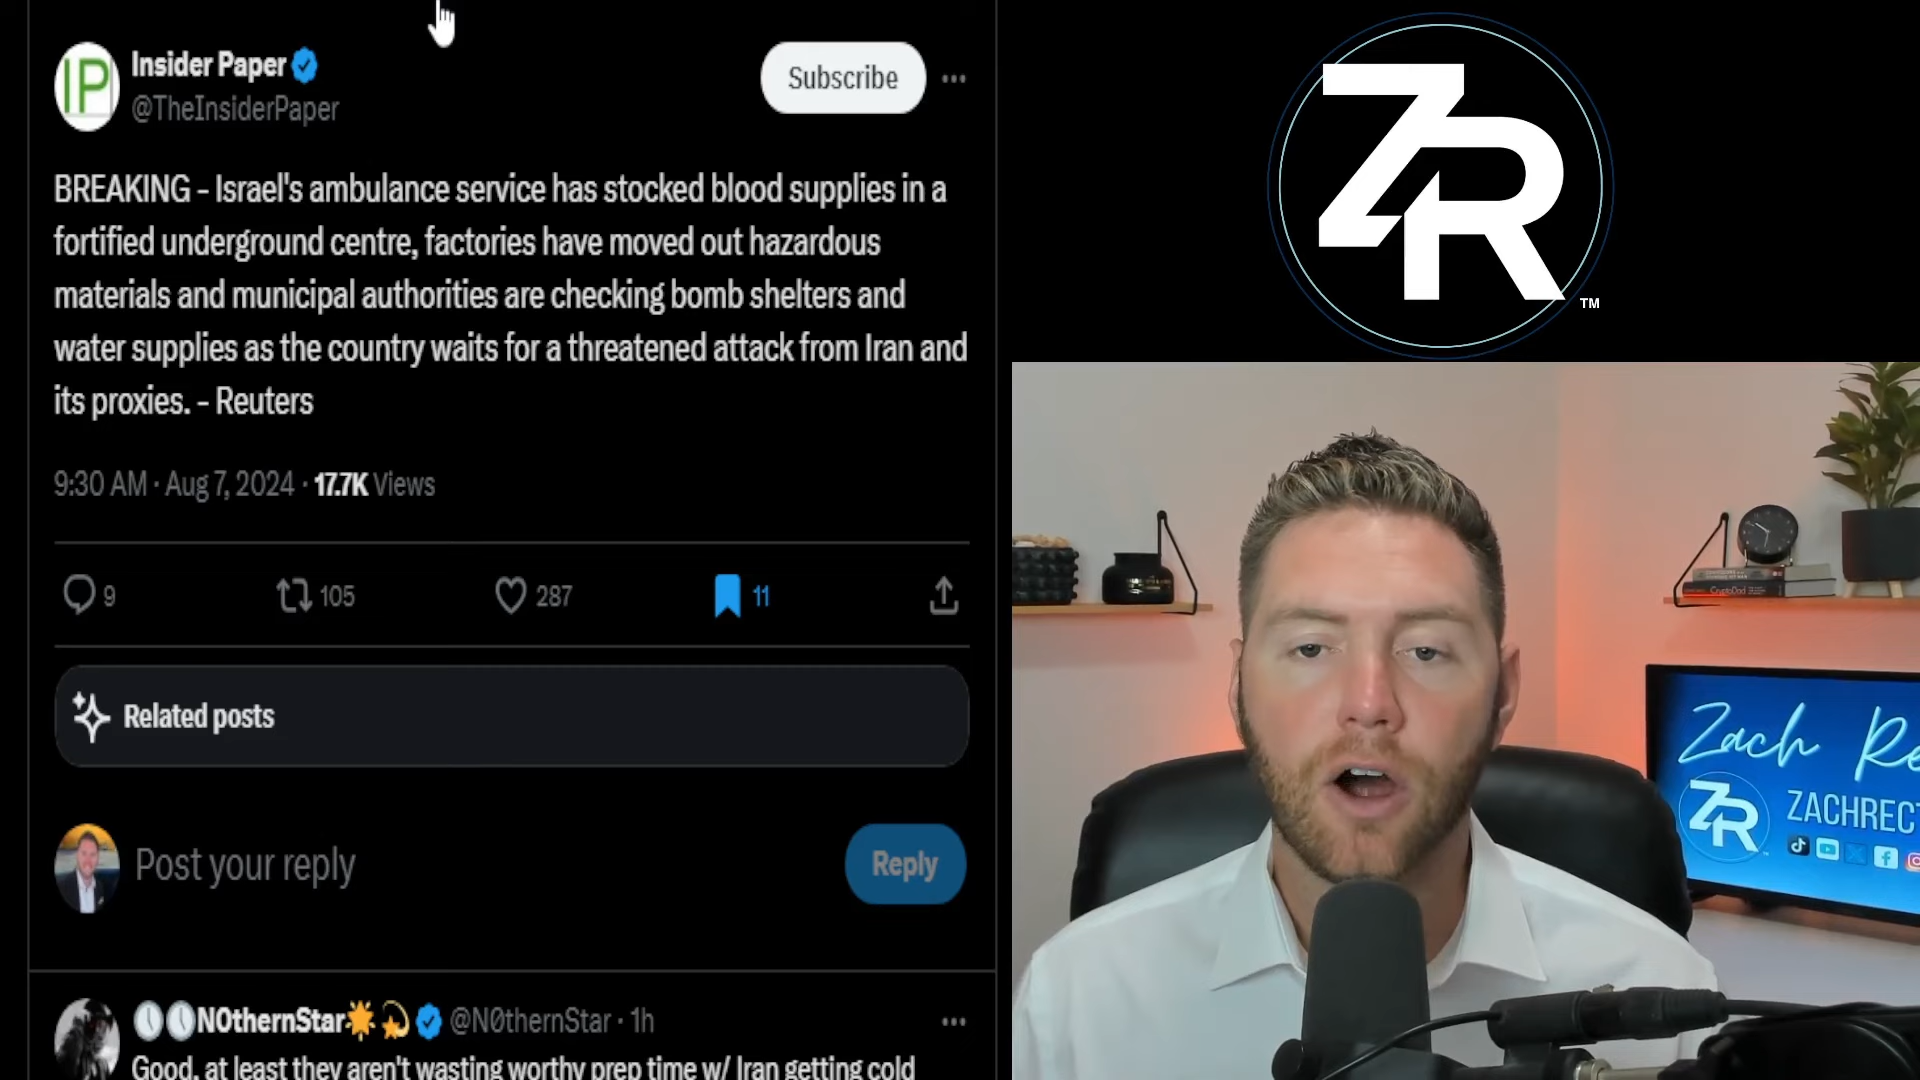 Insider Paper
@TheInsiderPaper
Subscribe
BREAKING - Israel's ambulance service has stocked blood supplies in a
fortified underground centre, factories have moved out hazardous
materials and municipal authorities are checking bomb shelters and
water supplies as the country waits for a threatened attack from Iran and
its proxies. - Reuters
9:30 AM · Aug 7, 2024 · 17.7K Views
9
105
287
11
Related posts
Post your reply
Reply
N0thernStar
@N0thernStar · 1h
Good, at least they aren't wasting worthy prep time w/ Iran getting cold
IP
ZR
TM
Zach Re
ZR
ZACHRECT